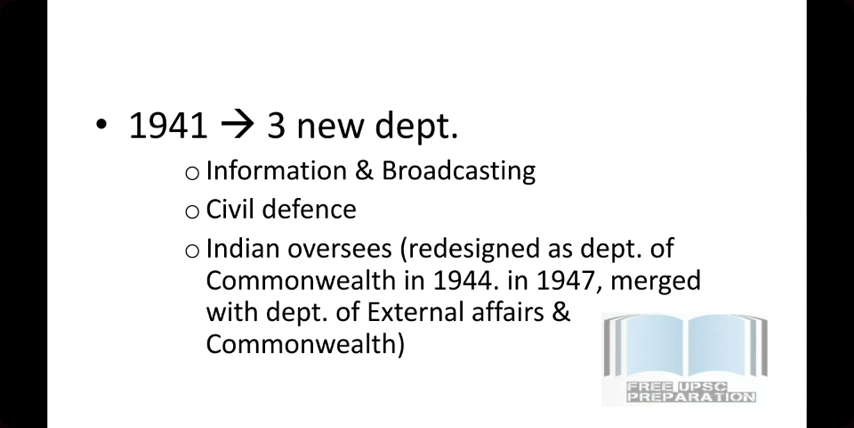 • 1941 → 3 new dept.
o Information & Broadcasting
o Civil defence
o Indian oversees (redesigned as dept. of
Commonwealth in 1944. in 1947, merged
with dept. of External affairs &
Commonwealth)
FREE UPSC
PREPARATION